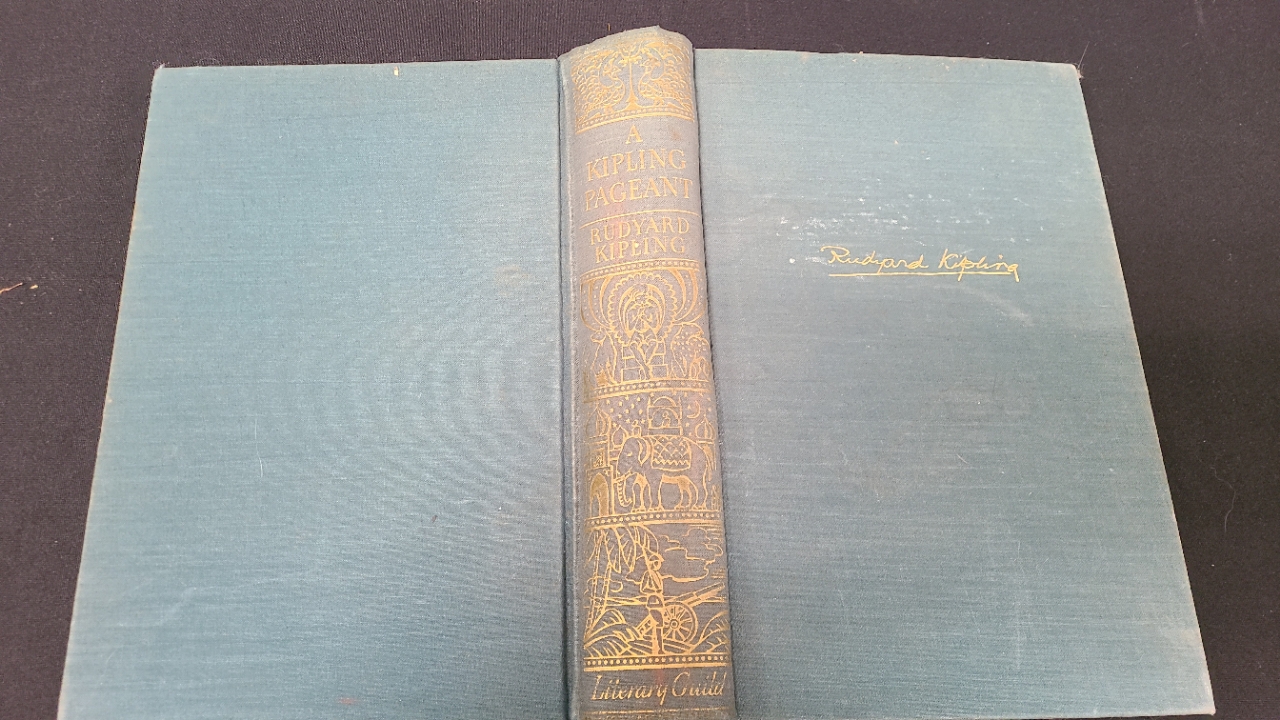 A
KIPLING
PAGEANT
RUDYARD
KIPLING
Literary Guild
Rudyard Kipling